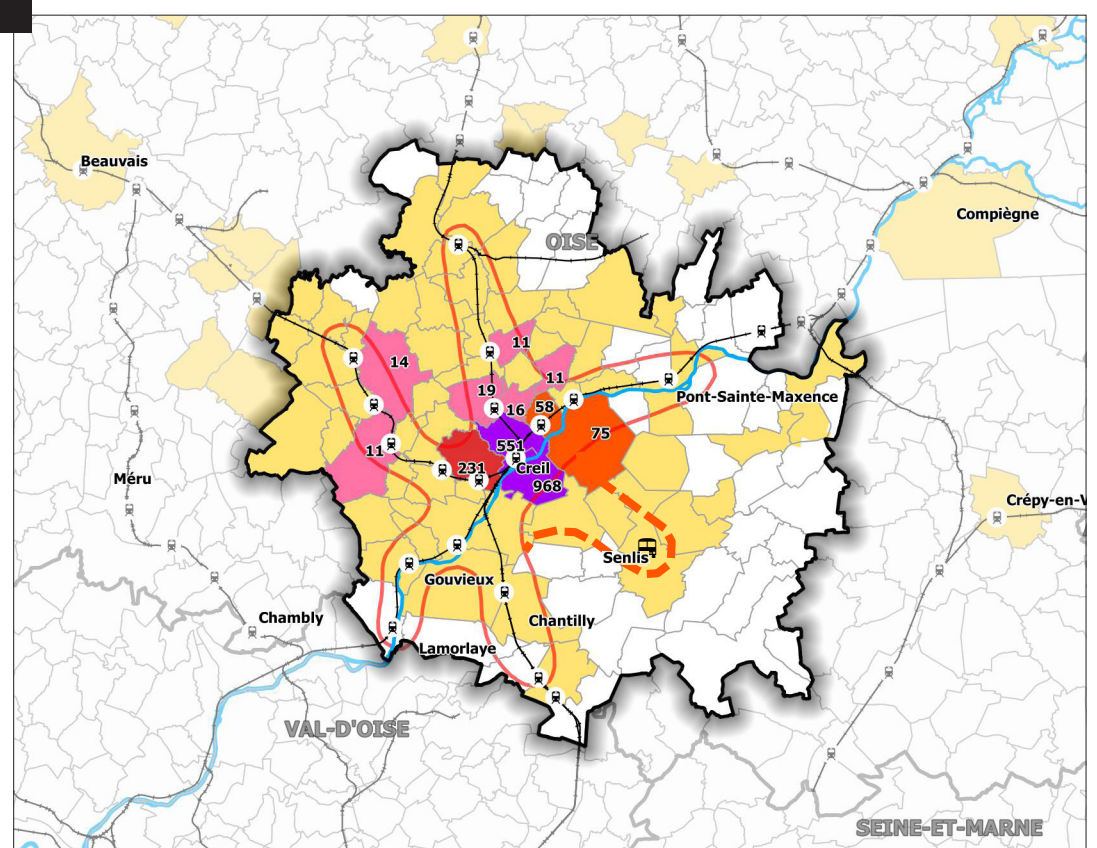 Beauvais
Compiègne
OISE
11
14
11
19
Pont-Sainte-Maxence
16
58
75
11
551
231
Creil
Méru
968
Crépy-en-V
Senlis
Gouvieux
Chambly
Chantilly
Lamorlaye
VAL-D'OISE
SEINE-ET-MARNE